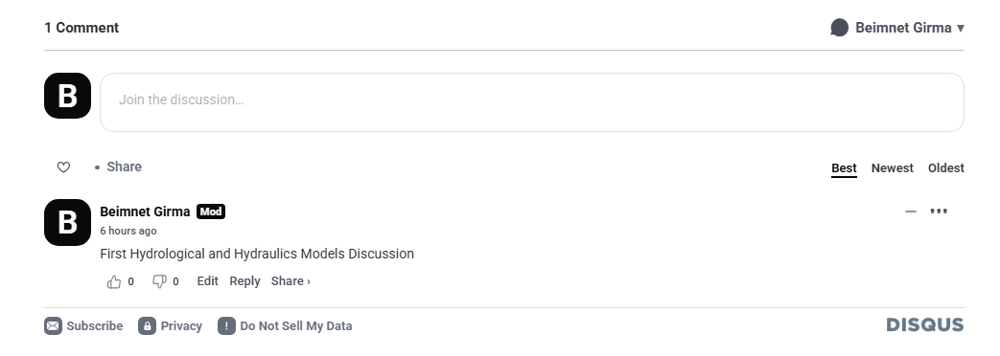 1 Comment
Beimnet Girma
B
Join the discussion...
Share
Best Newest Oldest
B
Beimnet Girma Mod
6 hours ago
First Hydrological and Hydraulics Models Discussion
0 0 Edit Reply Share ›
Subscribe Privacy ! Do Not Sell My Data
DISQUS